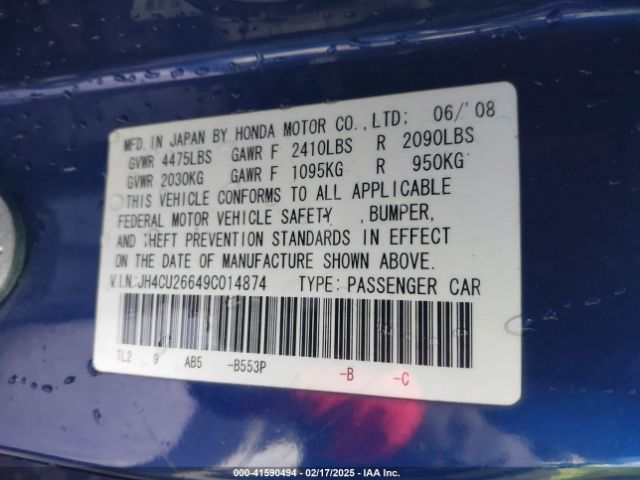 MFD. IN JAPAN BY HONDA MOTOR CO., LTD: 06/'08
GVWR 4475LBS GAWR F 2410LBS R 2090LBS
GVWR 2030KG GAWR F 1095KG R 950KG
THIS VEHICLE CONFORMS TO ALL APPLICABLE
FEDERAL MOTOR VEHICLE SAFETY , BUMPER,
AND THEFT PREVENTION STANDARDS IN EFFECT
ON THE DATE OF MANUFACTURE SHOWN ABOVE.
V.I.N:JH4CU26649C014874 TYPE: PASSENGER CAR
TL2 9 AB5 -B553P -B -C
000-41590494 - 02/17/2025 - IAA Inc.